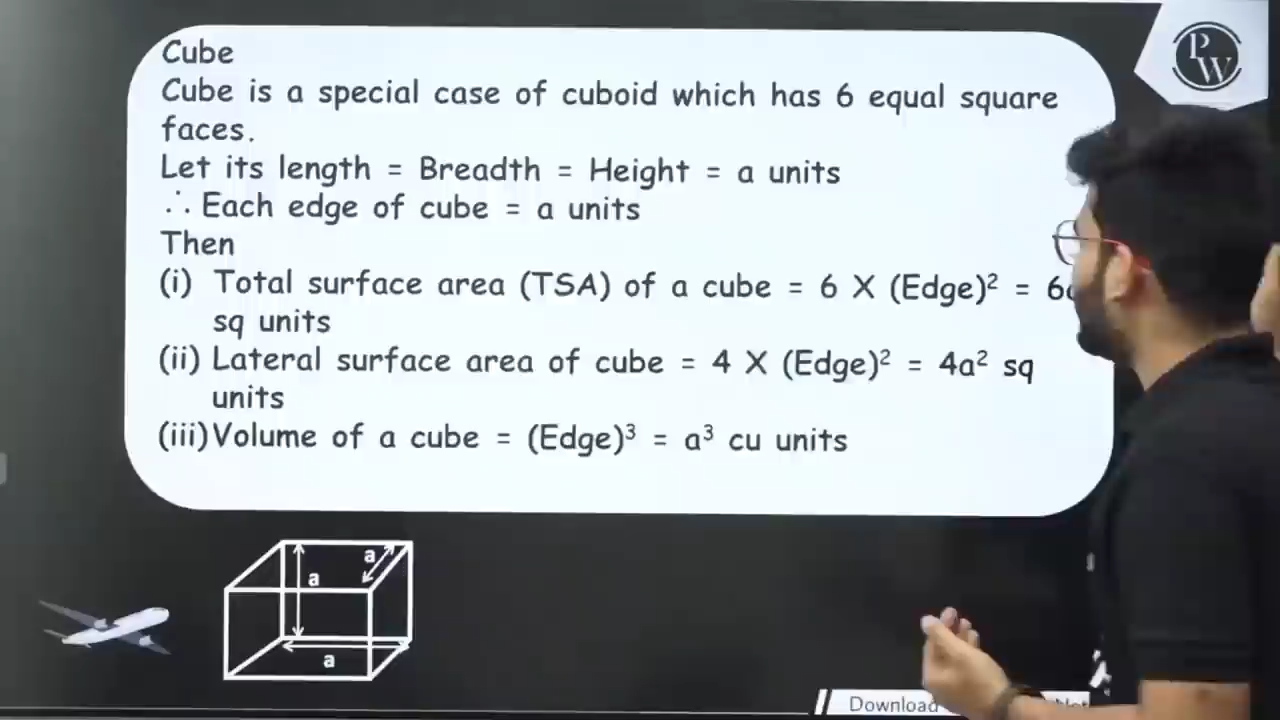 Cube
Cube is a special case of cuboid which has 6 equal square
faces.
Let its length = Breadth = Height = a units
∴ Each edge of cube = a units
Then
(i) Total surface area (TSA) of a cube = 6 X (Edge)² = 6
sq units
(ii) Lateral surface area of cube = 4 X (Edge)² = 4a² sq
units
(iii) Volume of a cube = (Edge)³ = a³ cu units
PW
a
a
a
Download